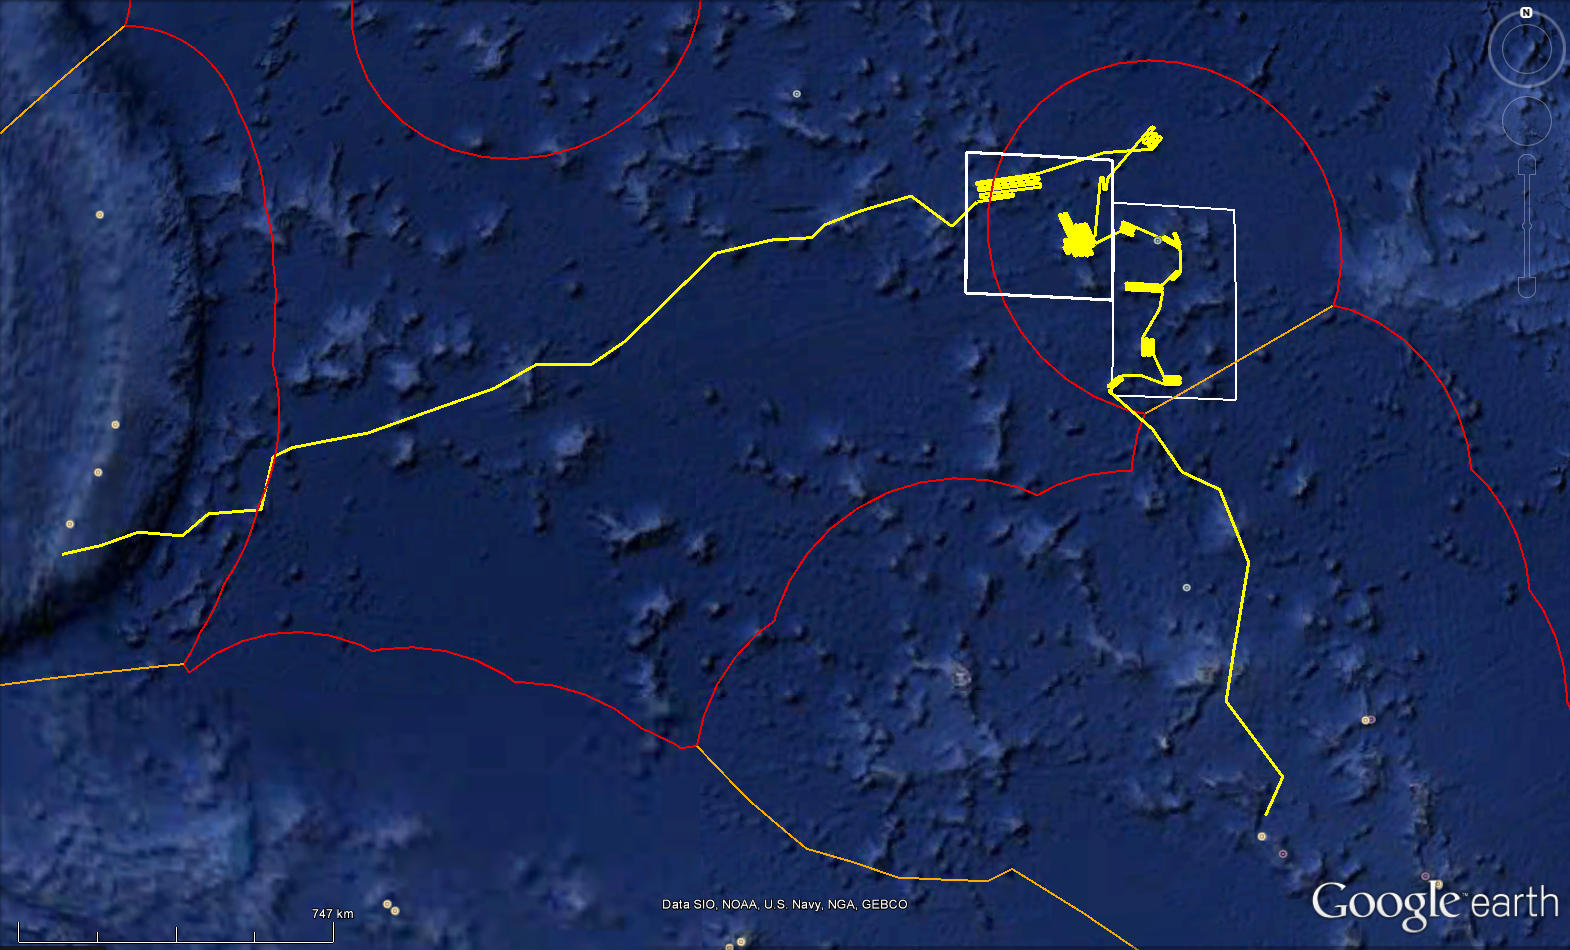 N
747 km
Data SIO, NOAA, U.S. Navy, NGA, GEBCO
Google earth